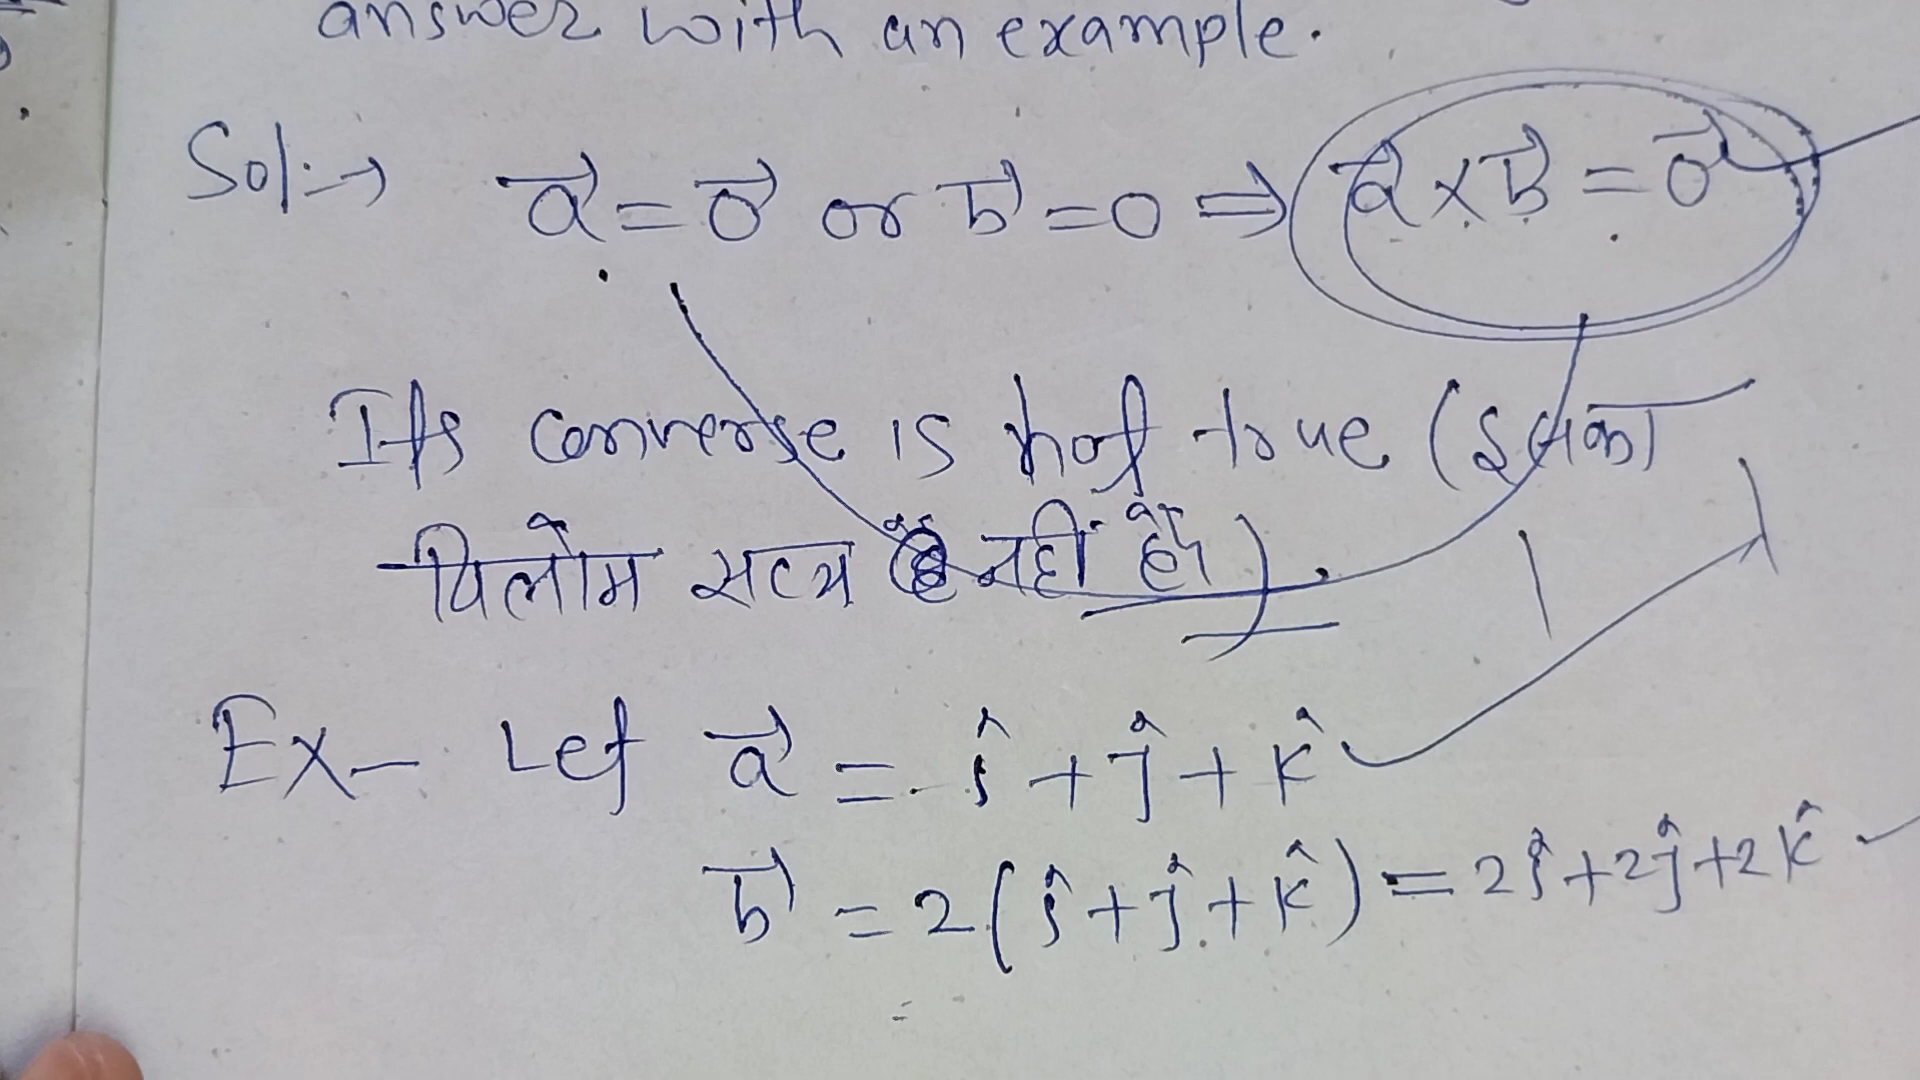 answer with an example.
Sol:→ a⃗ = 0⃗ or b⃗ = 0 ⇒ a⃗ × b⃗ = 0⃗
Its converse is not true (इसका
विलोम सत्य नहीं है)
Ex- Let a⃗ = î + ĵ + k̂
b⃗ = 2(î + ĵ + k̂) = 2î + 2ĵ + 2k̂